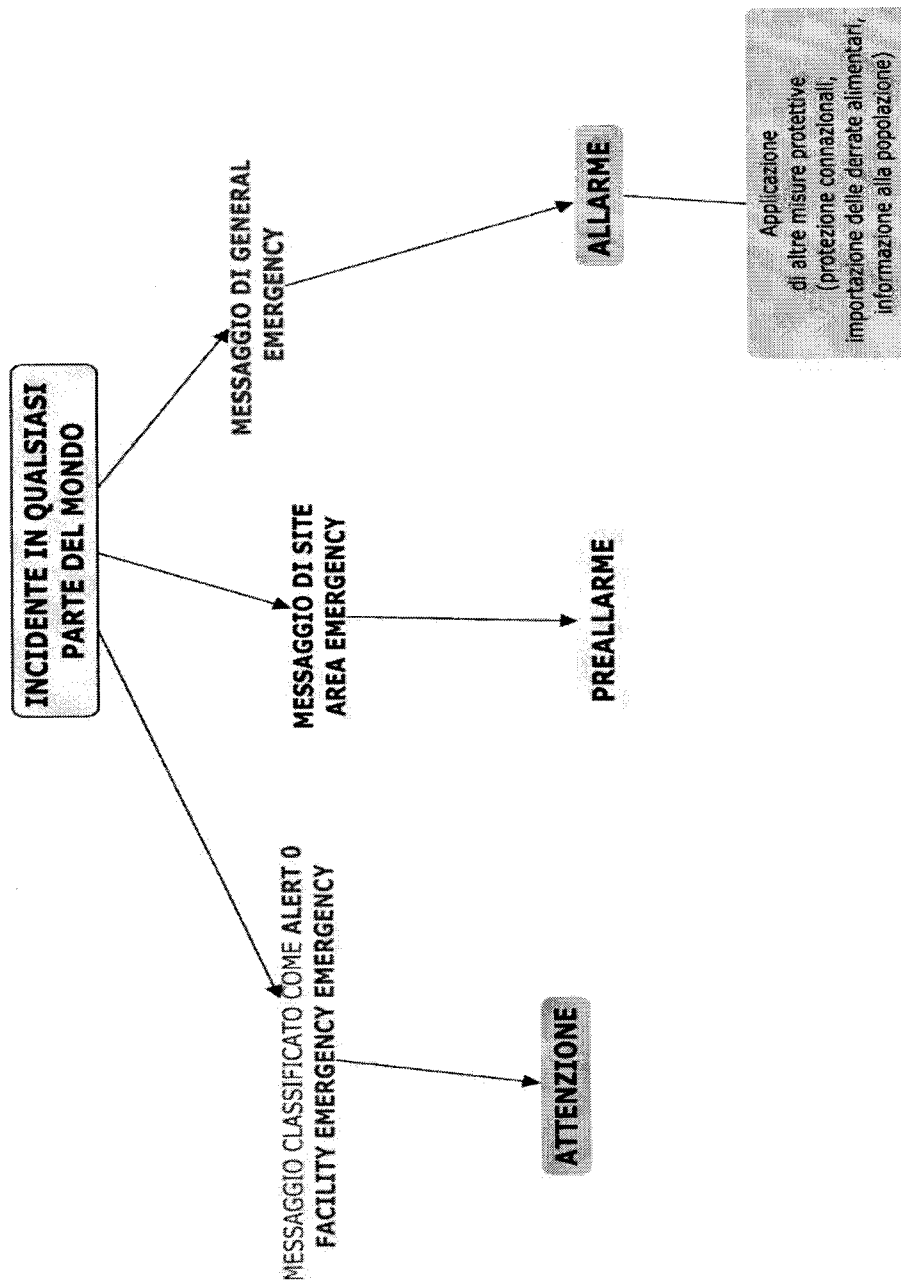 INCIDENTE IN QUALSIASI
PARTE DEL MONDO
MESSAGGIO CLASSIFICATO COME ALERT O
FACILITY EMERGENCY EMERGENCY
MESSAGGIO DI SITE
AREA EMERGENCY
MESSAGGIO DI GENERAL
EMERGENCY
ATTENZIONE
PREALLARME
ALLARME
Applicazione
di altre misure protettive
(protezione connazionali,
importazione delle derrate alimentari,
informazione alla popolazione)